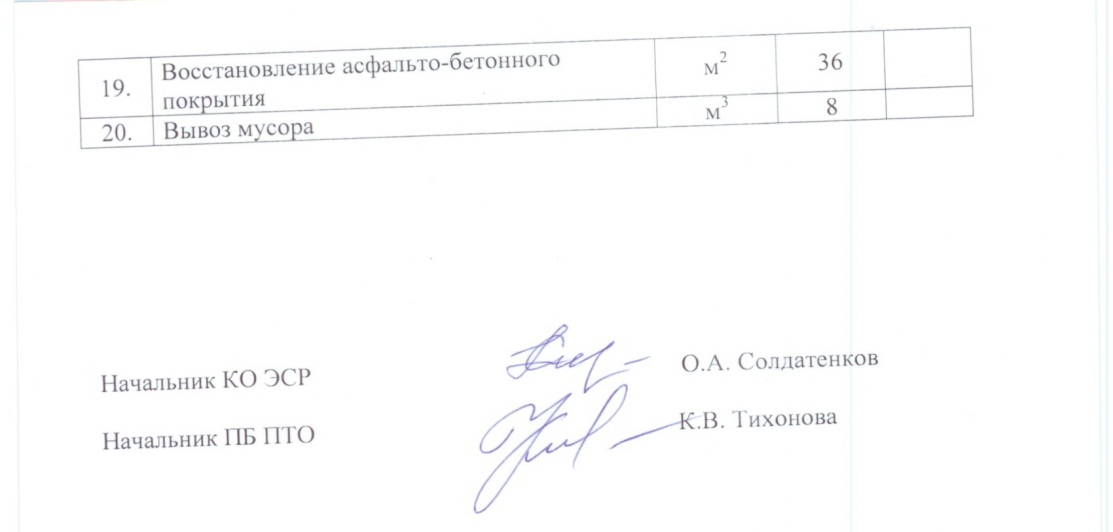 19. Восстановление асфальто-бетонного м² 36
покрытия
20. Вывоз мусора м³ 8
Начальник КО ЭСР О.А. Солдатенков
Начальник ПБ ПТО К.В. Тихонова